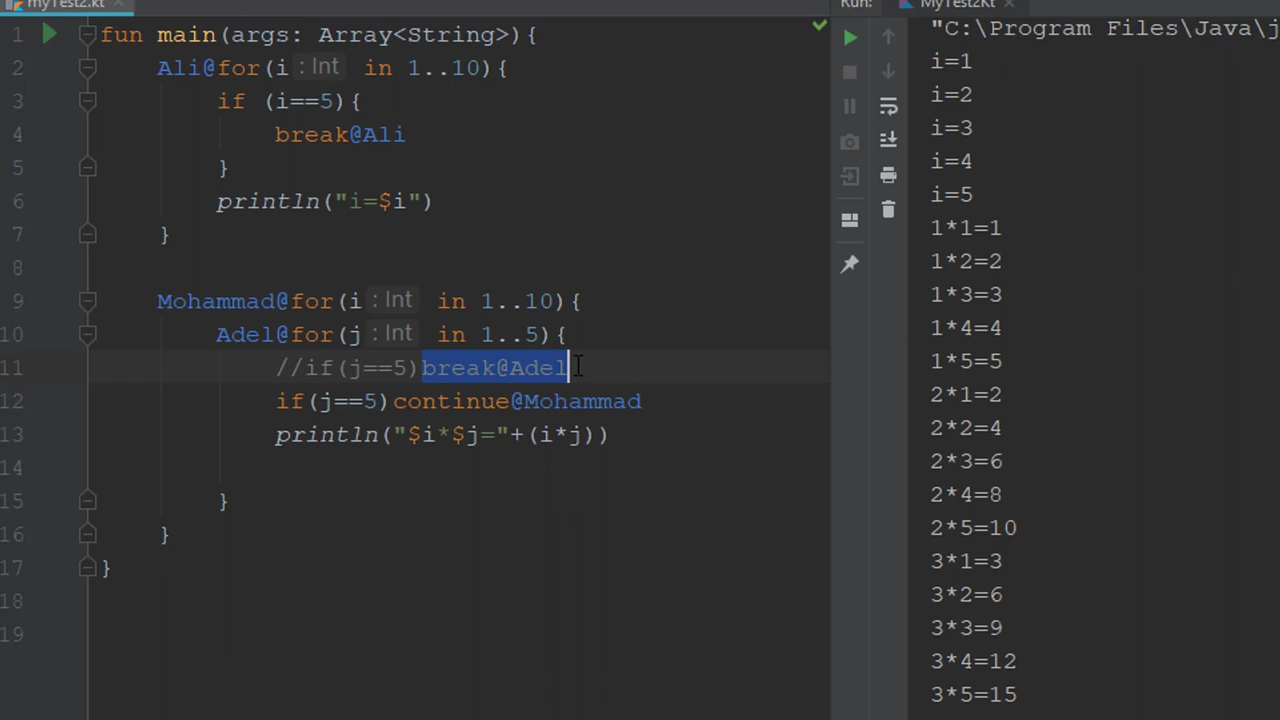 myTest2.kt
1 fun main(args: Array<String>){
2 Ali@for(i :Int in 1..10){
3 if (i==5){
4 break@Ali
5 }
6 println("i=$i")
7 }
8
9 Mohammad@for(i :Int in 1..10){
10 Adel@for(j :Int in 1..5){
11 //if(j==5)break@Adel
12 if(j==5)continue@Mohammad
13 println("$i*$j="+(i*j))
14
15 }
16 }
17 }
18
19
Run: MyTest2Kt
"C:\Program Files\Java\j
i=1
i=2
i=3
i=4
i=5
1*1=1
1*2=2
1*3=3
1*4=4
1*5=5
2*1=2
2*2=4
2*3=6
2*4=8
2*5=10
3*1=3
3*2=6
3*3=9
3*4=12
3*5=15